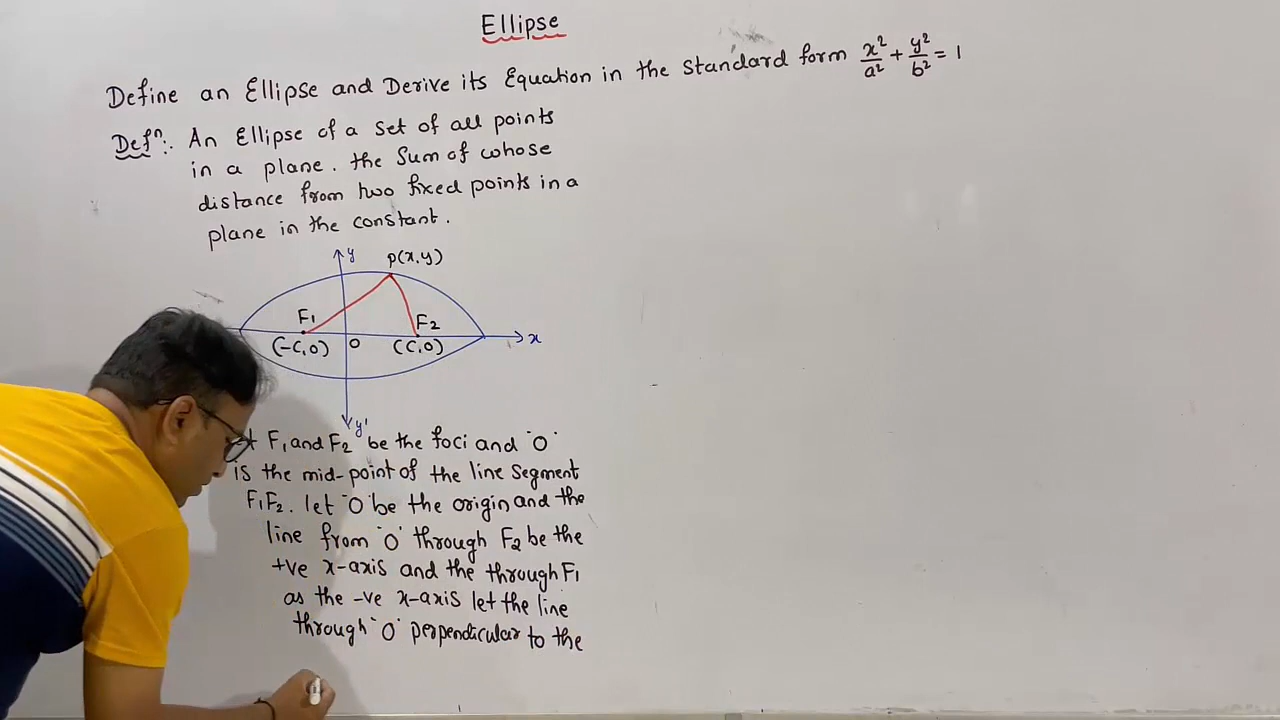 Ellipse
Define an Ellipse and Derive its Equation in the standard form x²/a² + y²/b² = 1
Defⁿ:. An Ellipse of a set of all points
in a plane. the Sum of whose
distance from two fixed points in a
plane in the constant.
y
p(x,y)
F₁
F₂
(-c,0)
O
(c,0)
x
y'
F₁ and F₂ be the foci and "O"
is the mid-point of the line segment
F₁F₂. let "O" be the origin and the
line from "O" through F₂ be the
+ve x-axis and the through F₁
as the -ve x-axis let the line
through "O" perpendicular to the